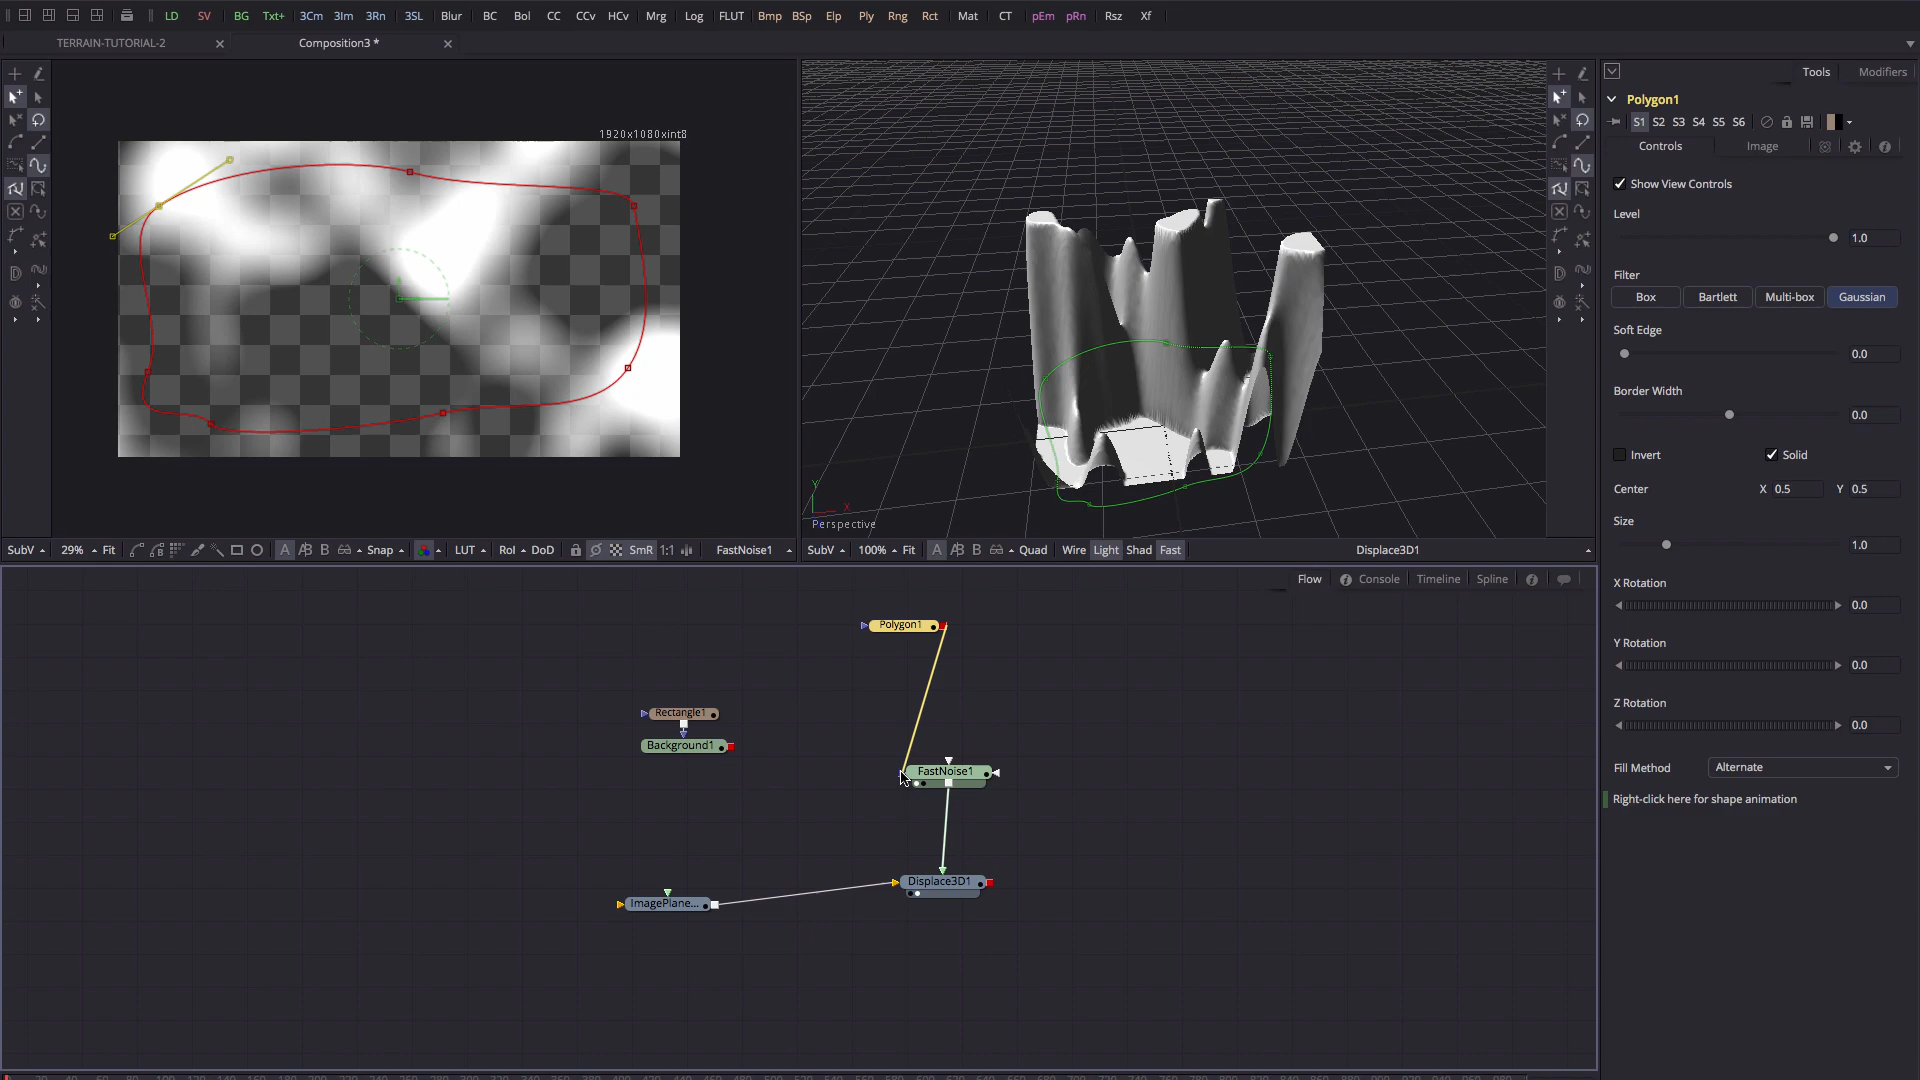 LD SV BG Txt+ 3Cm 3Im 3Rn 3SL Blur BC Bol CC CCv HCv Mrg Log FLUT Bmp BSp Elp Ply Rng Rct Mat CT pEm pRn Rsz Xf
TERRAIN-TUTORIAL-2
Composition3 *
1920x1080xint8
SubV 29% Fit A B Snap SmR 1:1 LUT RoI DoD FastNoise1
Y
X
Perspective
SubV 100% Fit A B Quad Wire Light Shad Fast Displace3D1
Flow Console Timeline Spline
Polygon1
Rectangle1
Background1
FastNoise1
Displace3D1
ImagePlane...
Tools Modifiers
Polygon1
S1 S2 S3 S4 S5 S6
Controls Image
Show View Controls
Level
1.0
Filter
Box Bartlett Multi-box Gaussian
Soft Edge
0.0
Border Width
0.0
Invert Solid
Center X 0.5 Y 0.5
Size
1.0
X Rotation
0.0
Y Rotation
0.0
Z Rotation
0.0
Fill Method Alternate
Right-click here for shape animation